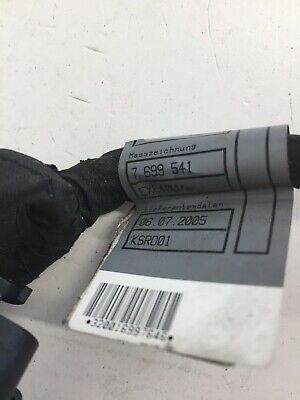 Masszeichnung
7 699 541
Lieferantendaten
06.07.2005
KSR001